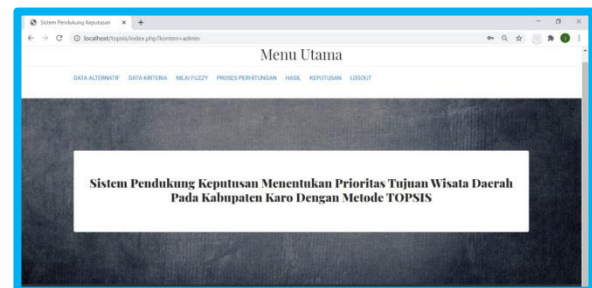 Sistem Pendukung Keputusan
localhost/topsis/index.php?konten=admin
Menu Utama
DATA ALTERNATIF DATA KRITERIA NILAI FUZZY PROSES PERHITUNGAN HASIL KEPUTUSAN LOGOUT
Sistem Pendukung Keputusan Menentukan Prioritas Tujuan Wisata Daerah
Pada Kabupaten Karo Dengan Metode TOPSIS